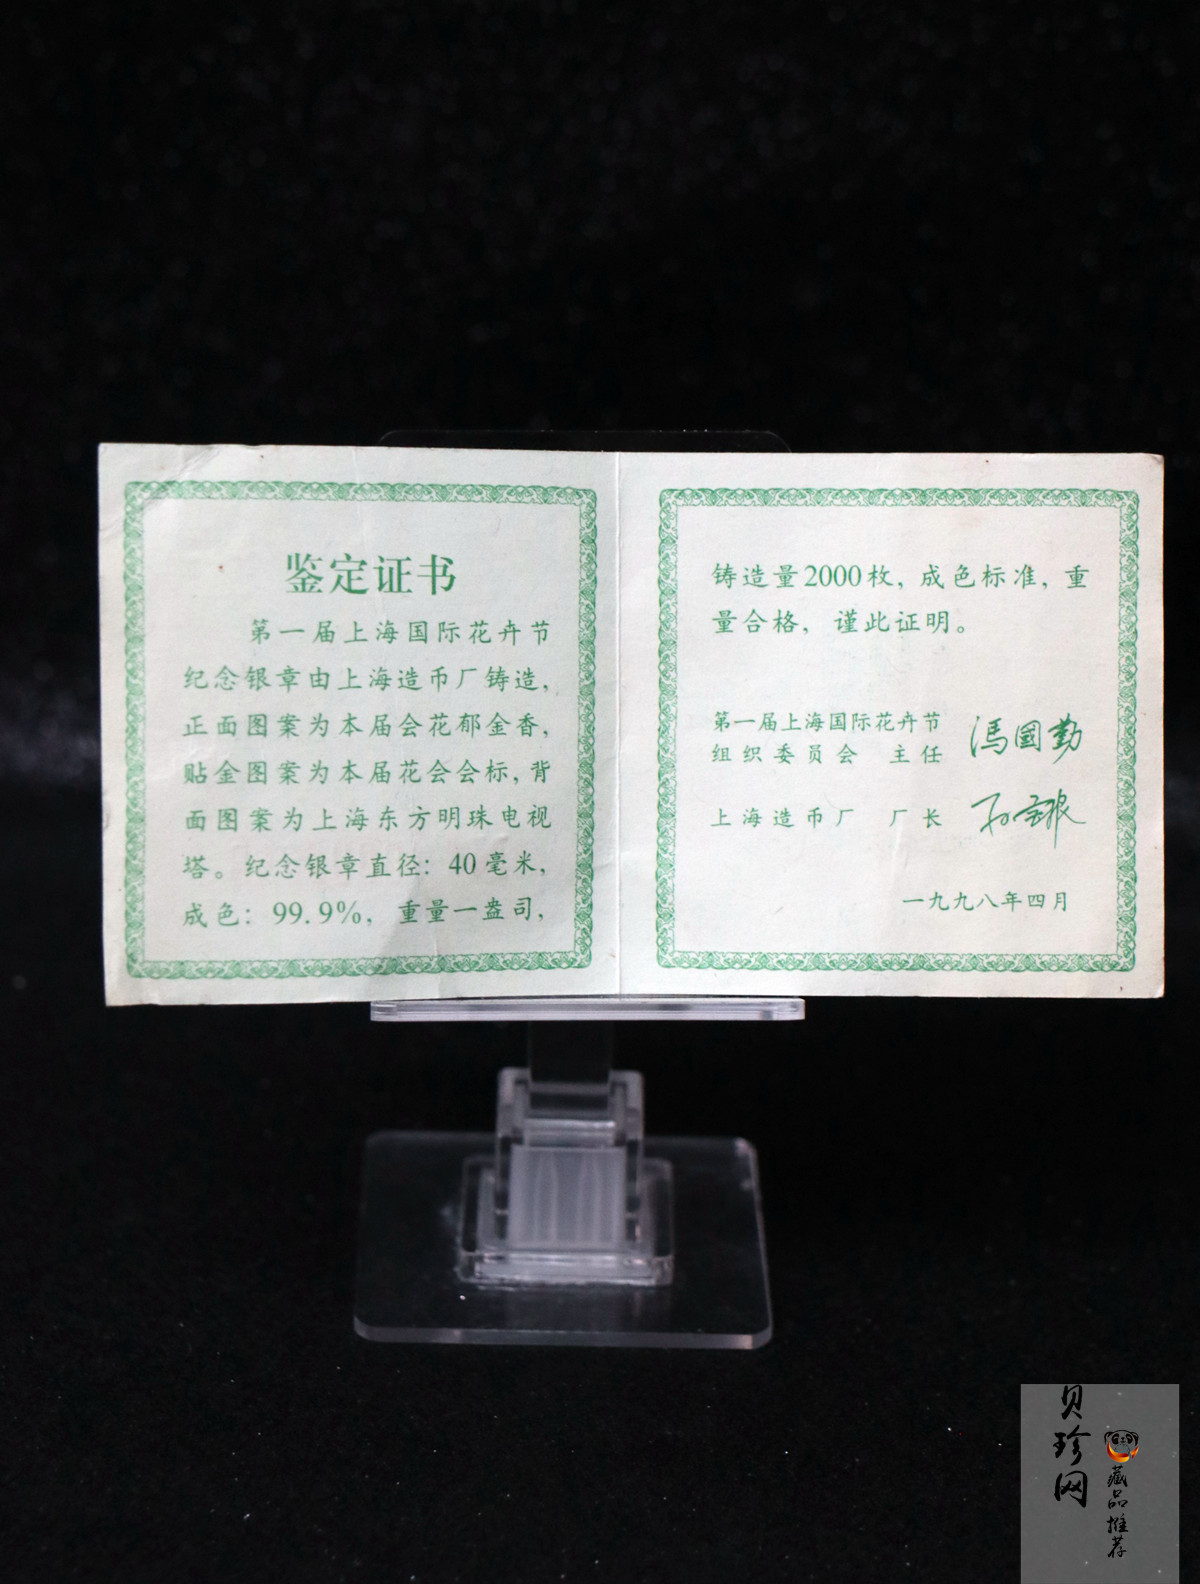 鉴定证书
第一届上海国际花卉节
纪念银章由上海造币厂铸造,
正面图案为本届会花郁金香,
贴金图案为本届花会会标,背
面图案为上海东方明珠电视
塔。纪念银章直径:40毫米,
成色:99.9%,重量一盎司,
铸造量2000枚,成色标准,重
量合格,谨此证明。
第一届上海国际花卉节
组织委员会 主任 冯國勤
上海造币厂 厂长
一九九八年四月
贝珍网
藏品推荐